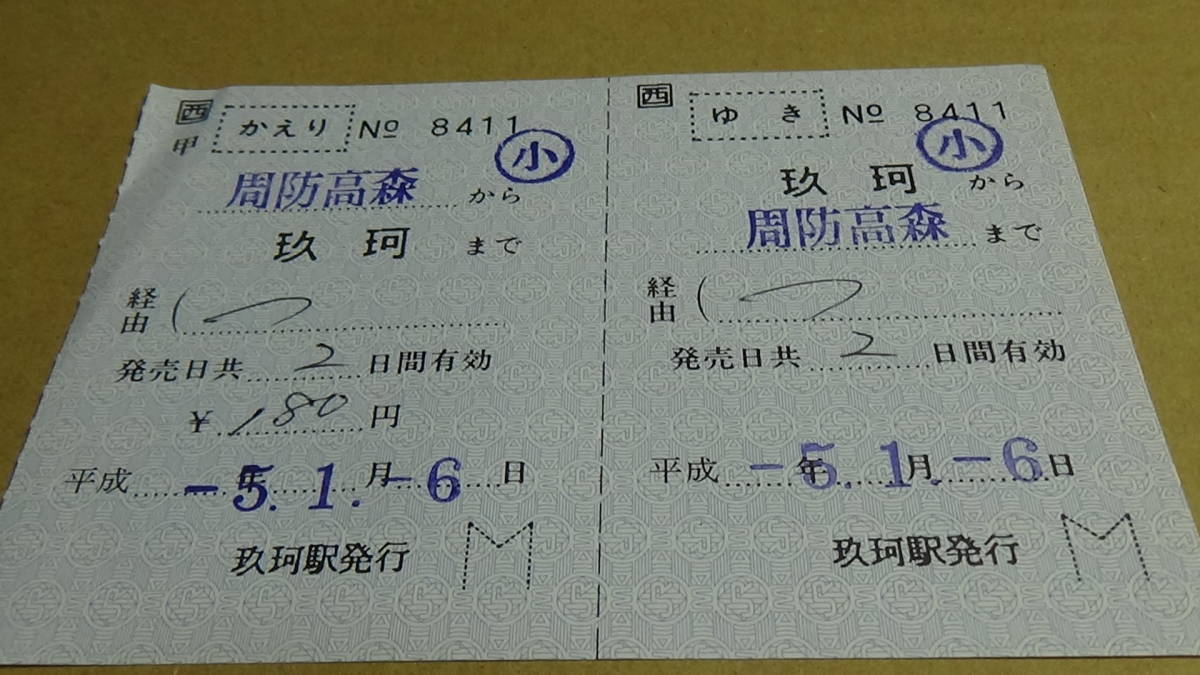 西 かえり No 8411
甲
小
周防高森 から
玖珂 まで
経由 (
発売日共 2 日間有効
¥ 180 円
平成 -5年 1.月 -6 日
玖珂駅発行
西 ゆき No 8411
小
玖珂 から
周防高森 まで
経由 (
発売日共 2 日間有効
平成 -5年 1.月 -6 日
玖珂駅発行